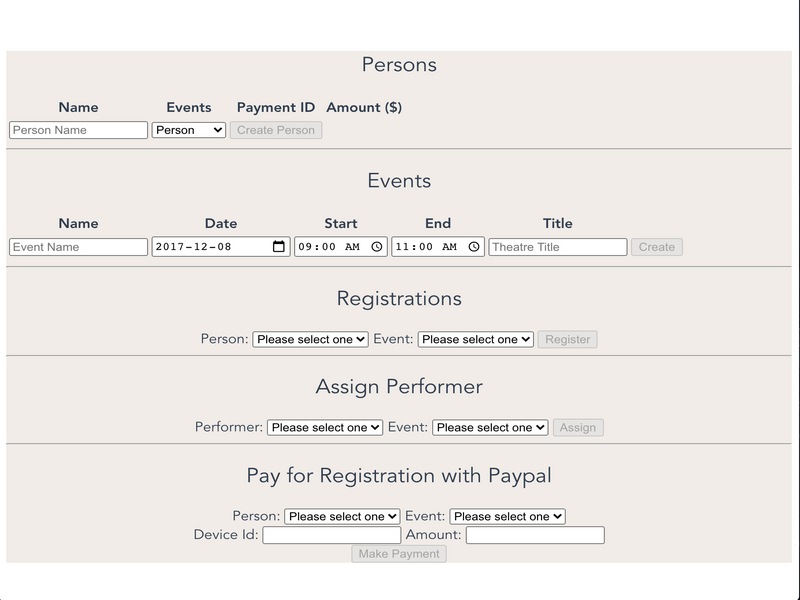 Persons
Name Events Payment ID Amount ($)
Person Name Person Create Person
Events
Name Date Start End Title
Event Name 2017-12-08 09:00 AM 11:00 AM Theatre Title Create
Registrations
Person: Please select one Event: Please select one Register
Assign Performer
Performer: Please select one Event: Please select one Assign
Pay for Registration with Paypal
Person: Please select one Event: Please select one
Device Id: Amount:
Make Payment